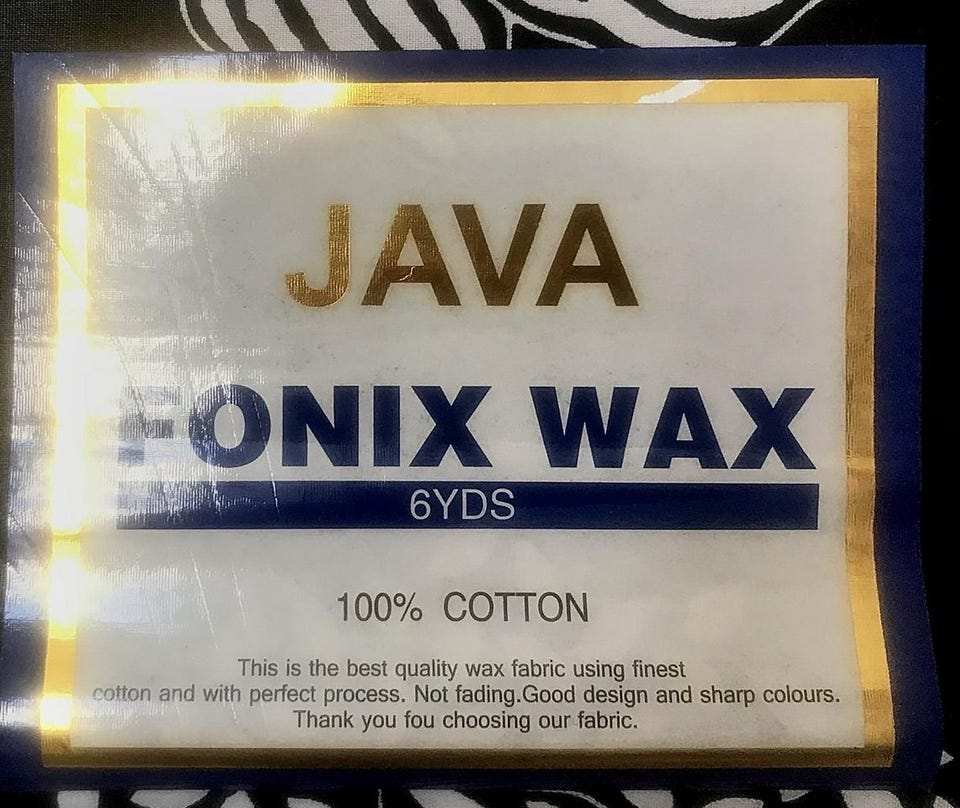 JAVA
FONIX WAX
6YDS
100% COTTON
This is the best quality wax fabric using finest
cotton and with perfect process. Not fading.Good design and sharp colours.
Thank you fou choosing our fabric.